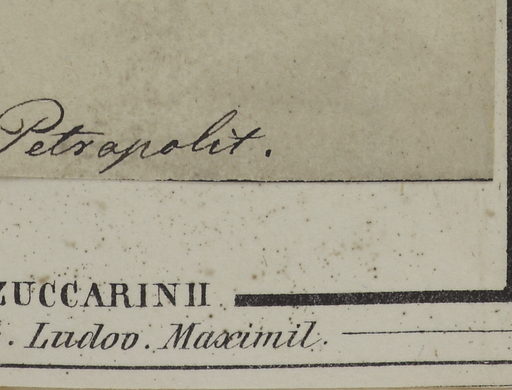 Petropolit.
ZUCCARINII
. Ludov. Maximil.